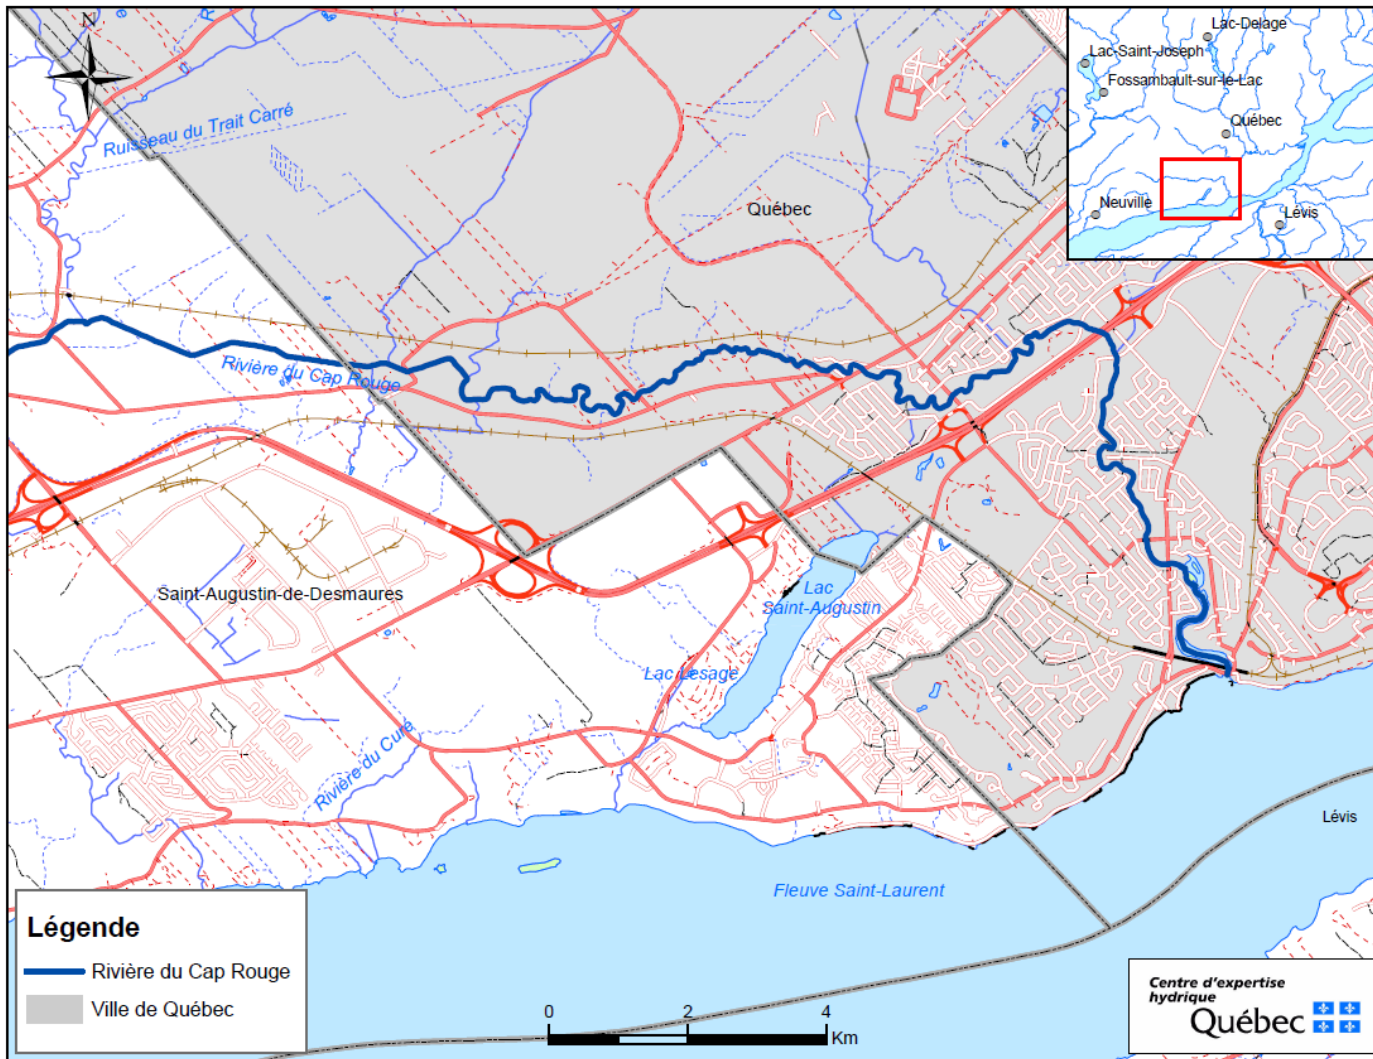 N
Lac-Delage
Lac-Saint-Joseph
Fossambault-sur-le-Lac
Québec
Neuville
Lévis
Ruisseau du Trait Carré
Québec
Rivière du Cap Rouge
Saint-Augustin-de-Desmaures
Lac
Saint-Augustin
Lac Lesage
Rivière du Curé
Lévis
Fleuve Saint-Laurent
Légende
Rivière du Cap Rouge
Ville de Québec
0 2 4
Km
Centre d'expertise
hydrique
Québec